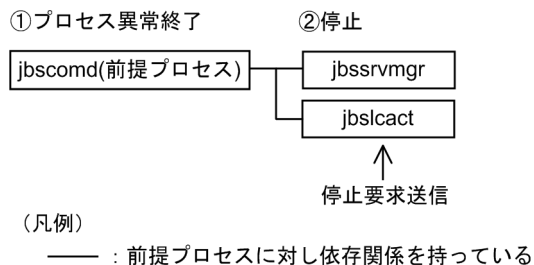 ①プロセス異常終了
②停止
jbscomd(前提プロセス)
jbssrvmgr
jbslcact
停止要求送信
（凡例）
：前提プロセスに対し依存関係を持っている